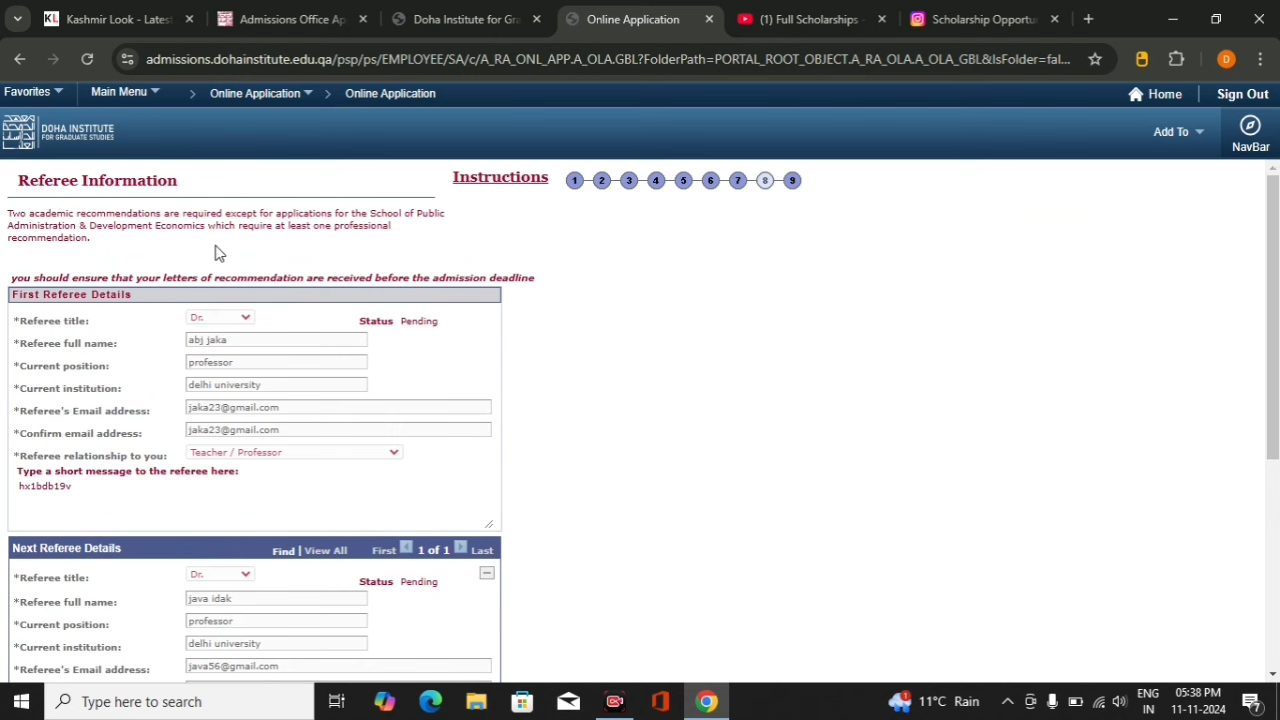 Kashmir Look - Latest
Admissions Office Ap
Doha Institute for Gra
Online Application
(1) Full Scholarships -
Scholarship Opportun
admissions.dohainstitute.edu.qa/psp/ps/EMPLOYEE/SA/c/A_RA_ONL_APP.A_OLA.GBL?FolderPath=PORTAL_ROOT_OBJECT.A_RA_OLA.A_OLA_GBL&IsFolder=fal...
D
Favorites
Main Menu
Online Application
Online Application
Home
Sign Out
DOHA INSTITUTE
FOR GRADUATE STUDIES
Add To
NavBar
Referee Information
Instructions
1 2 3 4 5 6 7 8 9
Two academic recommendations are required except for applications for the School of Public
Administration & Development Economics which require at least one professional
recommendation.
you should ensure that your letters of recommendation are received before the admission deadline
First Referee Details
*Referee title: Dr. Status Pending
*Referee full name: abj jaka
*Current position: professor
*Current institution: delhi university
*Referee's Email address: jaka23@gmail.com
*Confirm email address: jaka23@gmail.com
*Referee relationship to you: Teacher / Professor
Type a short message to the referee here:
hx1bdb19v
Next Referee Details Find | View All First 1 of 1 Last
*Referee title: Dr. Status Pending
*Referee full name: java idak
*Current position: professor
*Current institution: delhi university
*Referee's Email address: java56@gmail.com
Type here to search
11°C Rain
ENG
IN
05:38 PM
11-11-2024
7